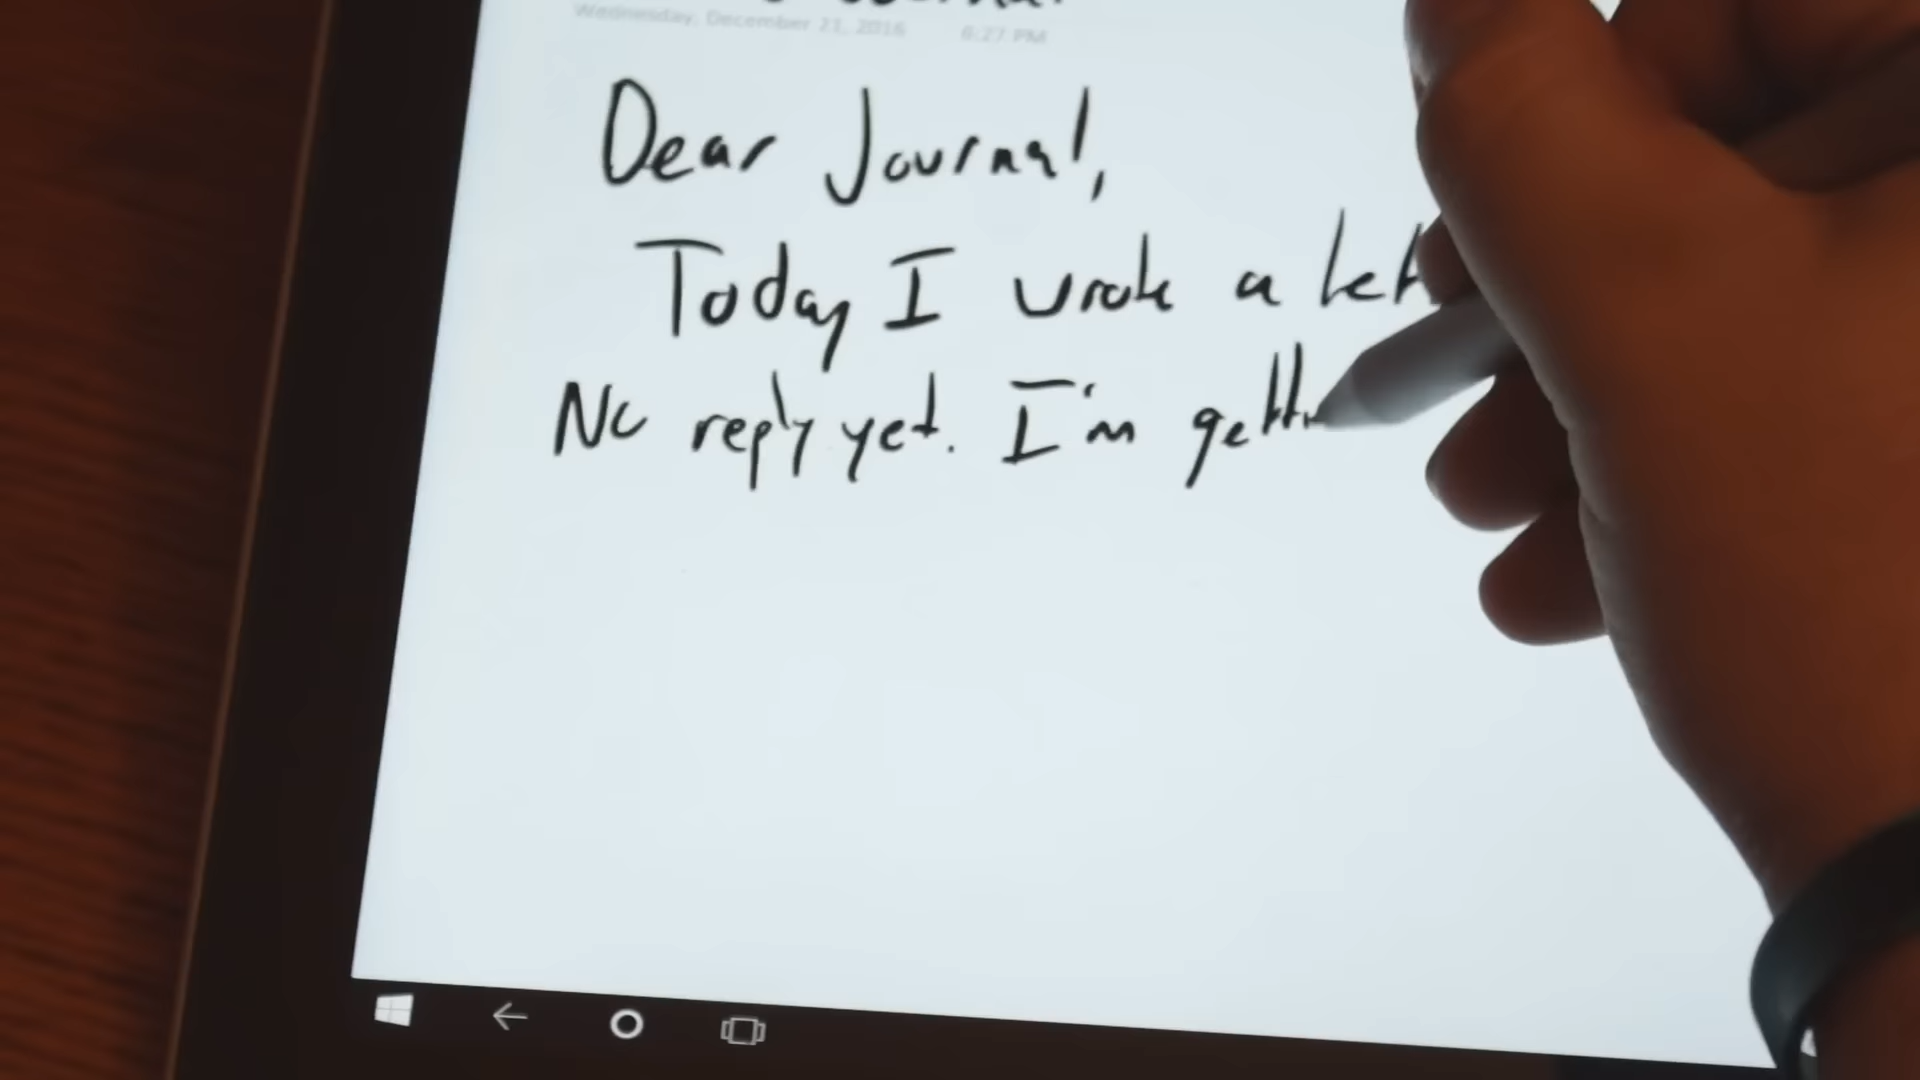 Wednesday, December 21, 2016 6:27 PM
Dear Journal,
Today I wrote a
No reply yet. I'm